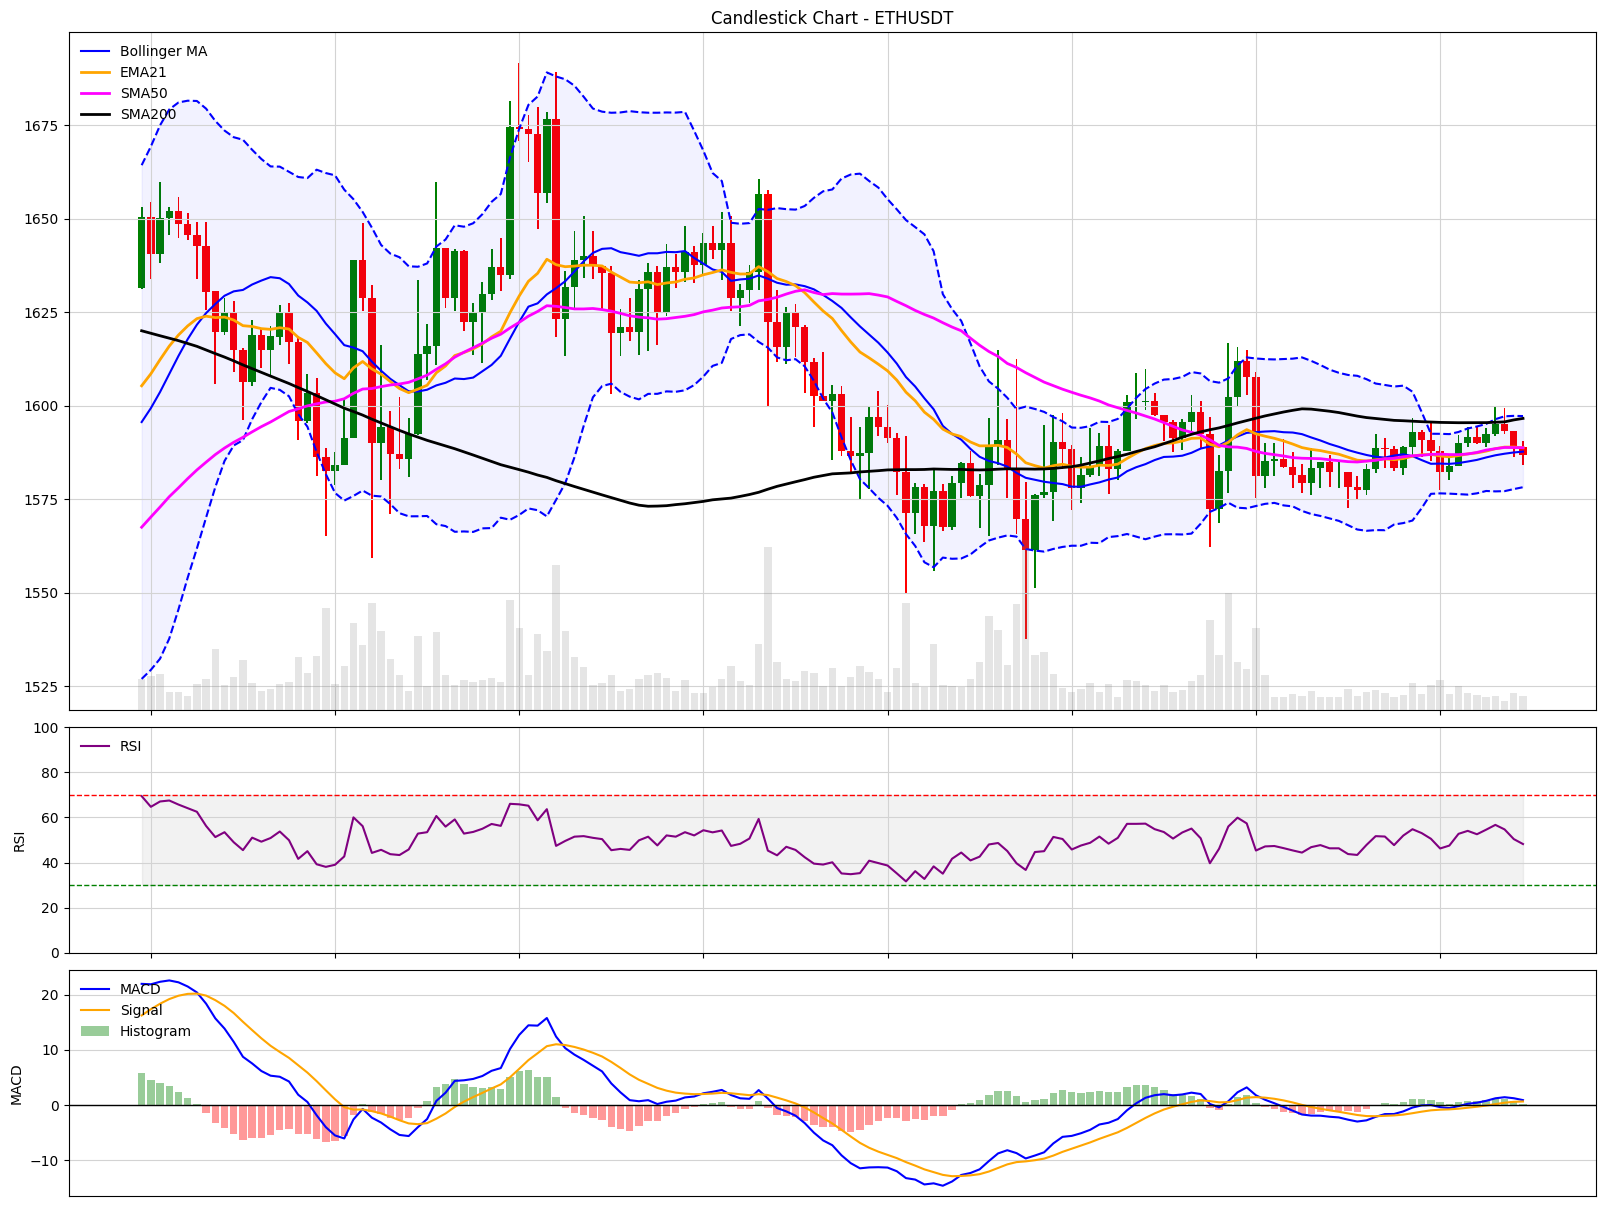 Candlestick Chart - ETHUSDT
Bollinger MA
EMA21
SMA50
SMA200
1675
1650
1625
1600
1575
1550
1525
RSI
100
80
60
40
20
0
RSI
MACD
Signal
Histogram
20
10
0
−10
MACD